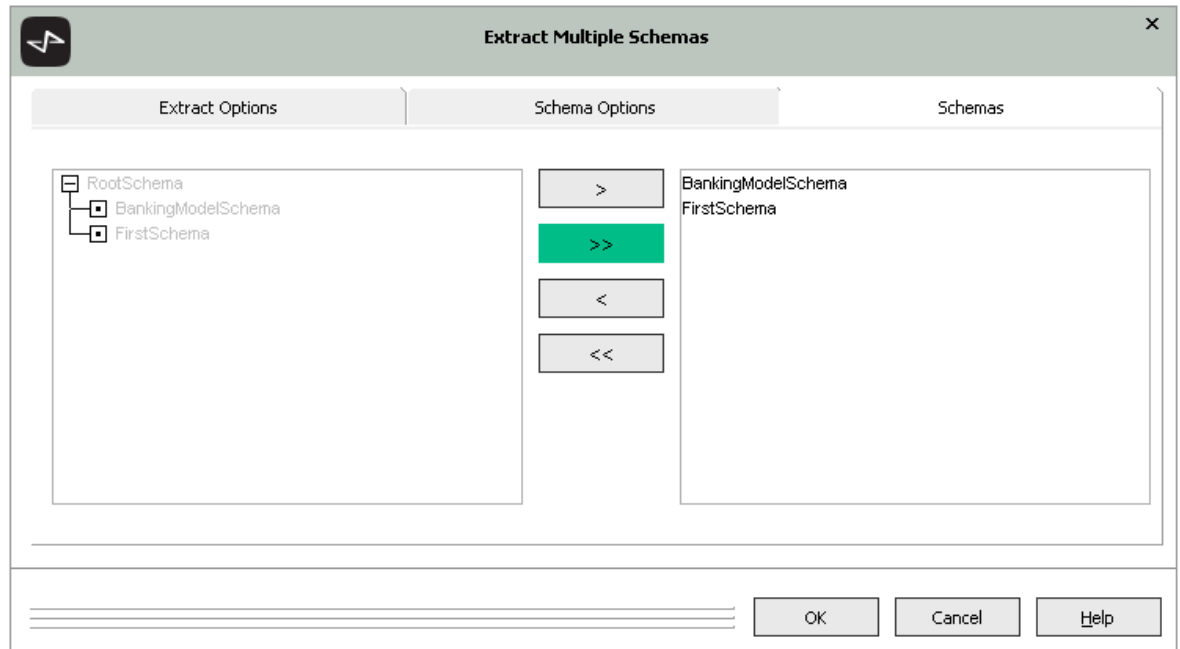 Extract Multiple Schemas
Extract Options
Schema Options
Schemas
RootSchema
BankingModelSchema
FirstSchema
>
>>
<
<<
BankingModelSchema
FirstSchema
OK
Cancel
Help